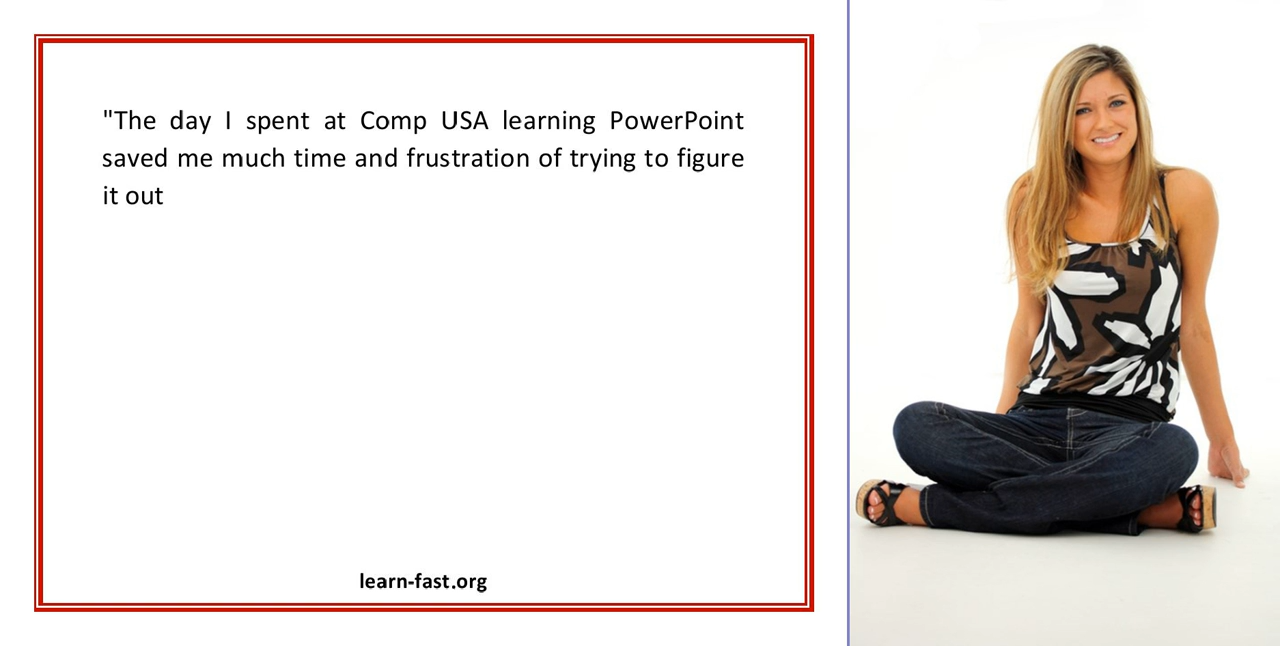 "The day I spent at Comp USA learning PowerPoint
saved me much time and frustration of trying to figure
it out
learn-fast.org